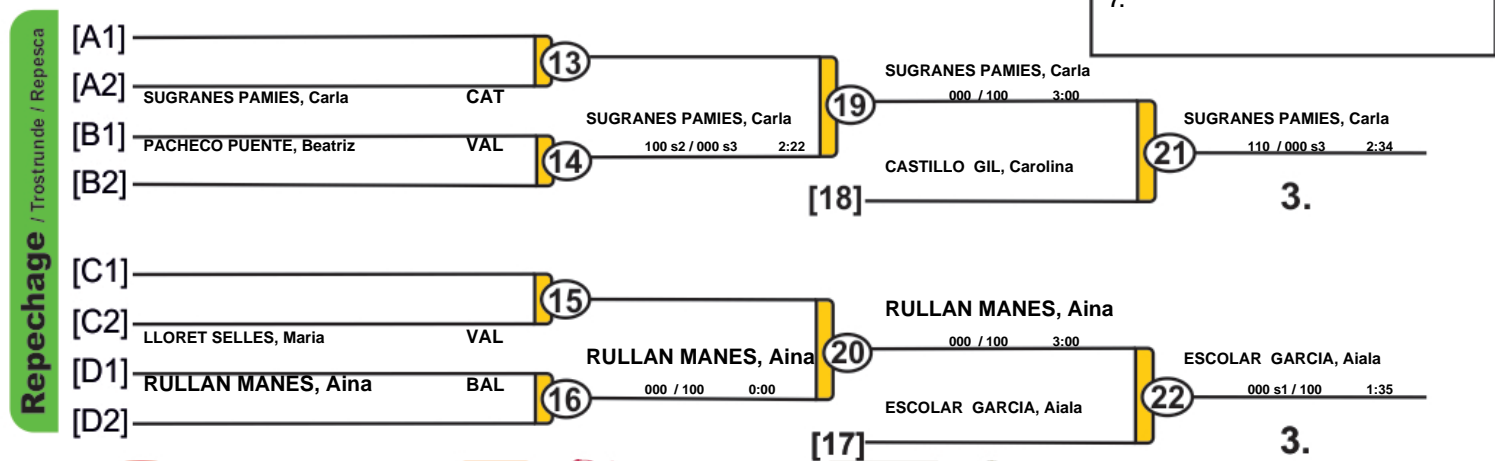 7.
Repechage / Trostrunde / Repesca
[A1]
13
SUGRANES PAMIES, Carla
[A2]
SUGRANES PAMIES, Carla CAT
19
000 / 100 3:00
[B1]
SUGRANES PAMIES, Carla
SUGRANES PAMIES, Carla
PACHECO PUENTE, Beatriz VAL
14
100 s2 / 000 s3 2:22
21
110 / 000 s3 2:34
CASTILLO GIL, Carolina
[B2]
[18]
3.
[C1]
15
RULLAN MANES, Aina
[C2]
LLORET SELLES, Maria VAL
000 / 100 3:00
RULLAN MANES, Aina
20
ESCOLAR GARCIA, Aiala
[D1]
RULLAN MANES, Aina BAL
16
000 / 100 0:00
22
000 s1 / 100 1:35
ESCOLAR GARCIA, Aiala
[D2]
[17]
3.